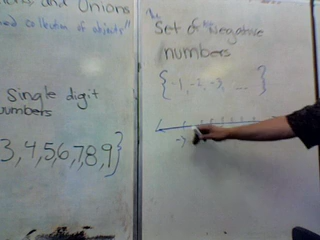 and Unions
collection of objects"
Single digit
numbers
3,4,5,6,7,8,9}
Set of Negative
numbers
{-1,-2,-3, ...}